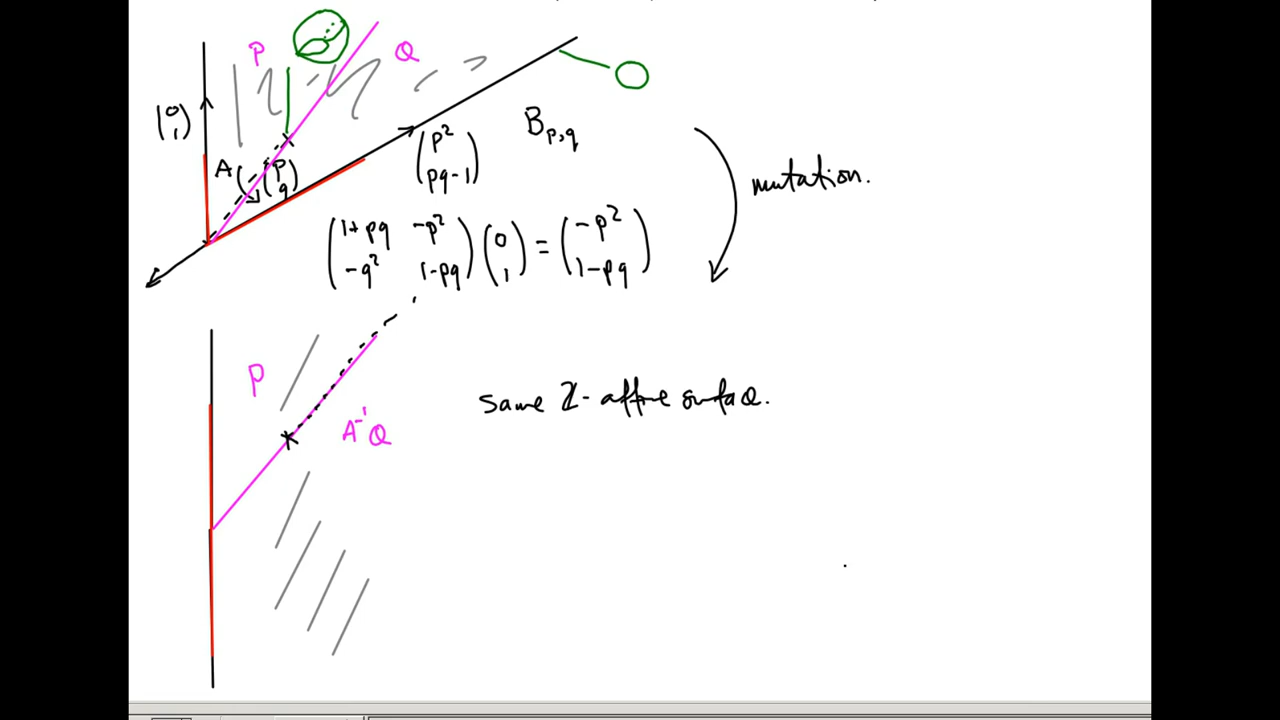 P Q
(0 1)
A (p q)
(p² pq-1)
B_{p,q}
mutation.
(1+pq -p² -q² 1-pq)(0 1) = (-p² 1-pq)
P
A⁻¹Q
same ℤ-affine surface.